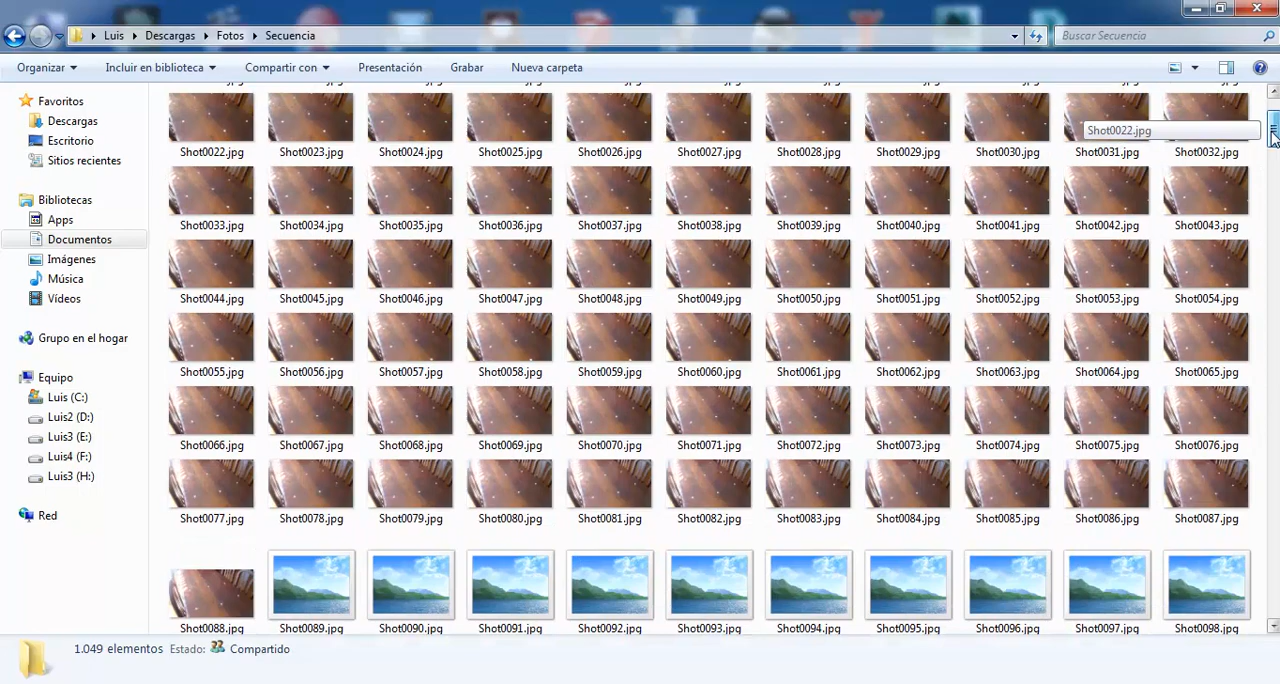 Luis Descargas Fotos Secuencia
Buscar Secuencia
Organizar Incluir en biblioteca Compartir con Presentación Grabar Nueva carpeta
Favoritos
Descargas
Escritorio
Sitios recientes
Bibliotecas
Apps
Documentos
Imágenes
Música
Vídeos
Grupo en el hogar
Equipo
Luis (C:)
Luis2 (D:)
Luis3 (E:)
Luis4 (F:)
Luis3 (H:)
Red
Shot0022.jpg
Shot0022.jpg Shot0023.jpg Shot0024.jpg Shot0025.jpg Shot0026.jpg Shot0027.jpg Shot0028.jpg Shot0029.jpg Shot0030.jpg Shot0031.jpg Shot0032.jpg
Shot0033.jpg Shot0034.jpg Shot0035.jpg Shot0036.jpg Shot0037.jpg Shot0038.jpg Shot0039.jpg Shot0040.jpg Shot0041.jpg Shot0042.jpg Shot0043.jpg
Shot0044.jpg Shot0045.jpg Shot0046.jpg Shot0047.jpg Shot0048.jpg Shot0049.jpg Shot0050.jpg Shot0051.jpg Shot0052.jpg Shot0053.jpg Shot0054.jpg
Shot0055.jpg Shot0056.jpg Shot0057.jpg Shot0058.jpg Shot0059.jpg Shot0060.jpg Shot0061.jpg Shot0062.jpg Shot0063.jpg Shot0064.jpg Shot0065.jpg
Shot0066.jpg Shot0067.jpg Shot0068.jpg Shot0069.jpg Shot0070.jpg Shot0071.jpg Shot0072.jpg Shot0073.jpg Shot0074.jpg Shot0075.jpg Shot0076.jpg
Shot0077.jpg Shot0078.jpg Shot0079.jpg Shot0080.jpg Shot0081.jpg Shot0082.jpg Shot0083.jpg Shot0084.jpg Shot0085.jpg Shot0086.jpg Shot0087.jpg
Shot0088.jpg Shot0089.jpg Shot0090.jpg Shot0091.jpg Shot0092.jpg Shot0093.jpg Shot0094.jpg Shot0095.jpg Shot0096.jpg Shot0097.jpg Shot0098.jpg
1.049 elementos Estado: Compartido